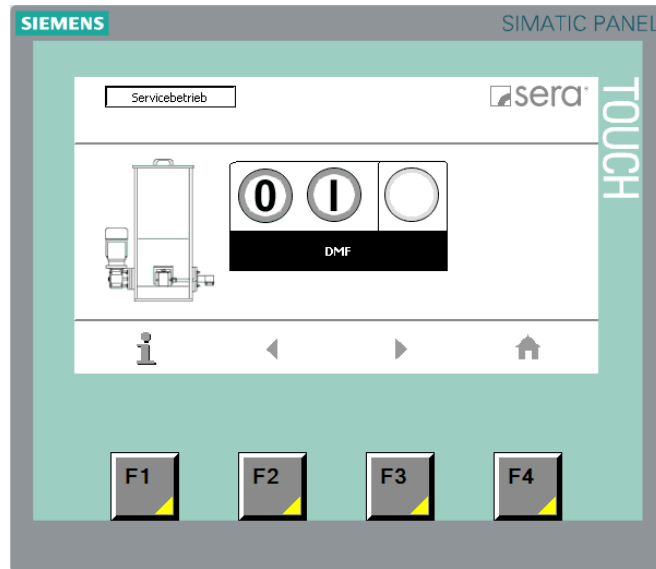 SIEMENS
SIMATIC PANEL
Servicebetrieb
sera
TOUCH
0 I
DMF
F1 F2 F3 F4